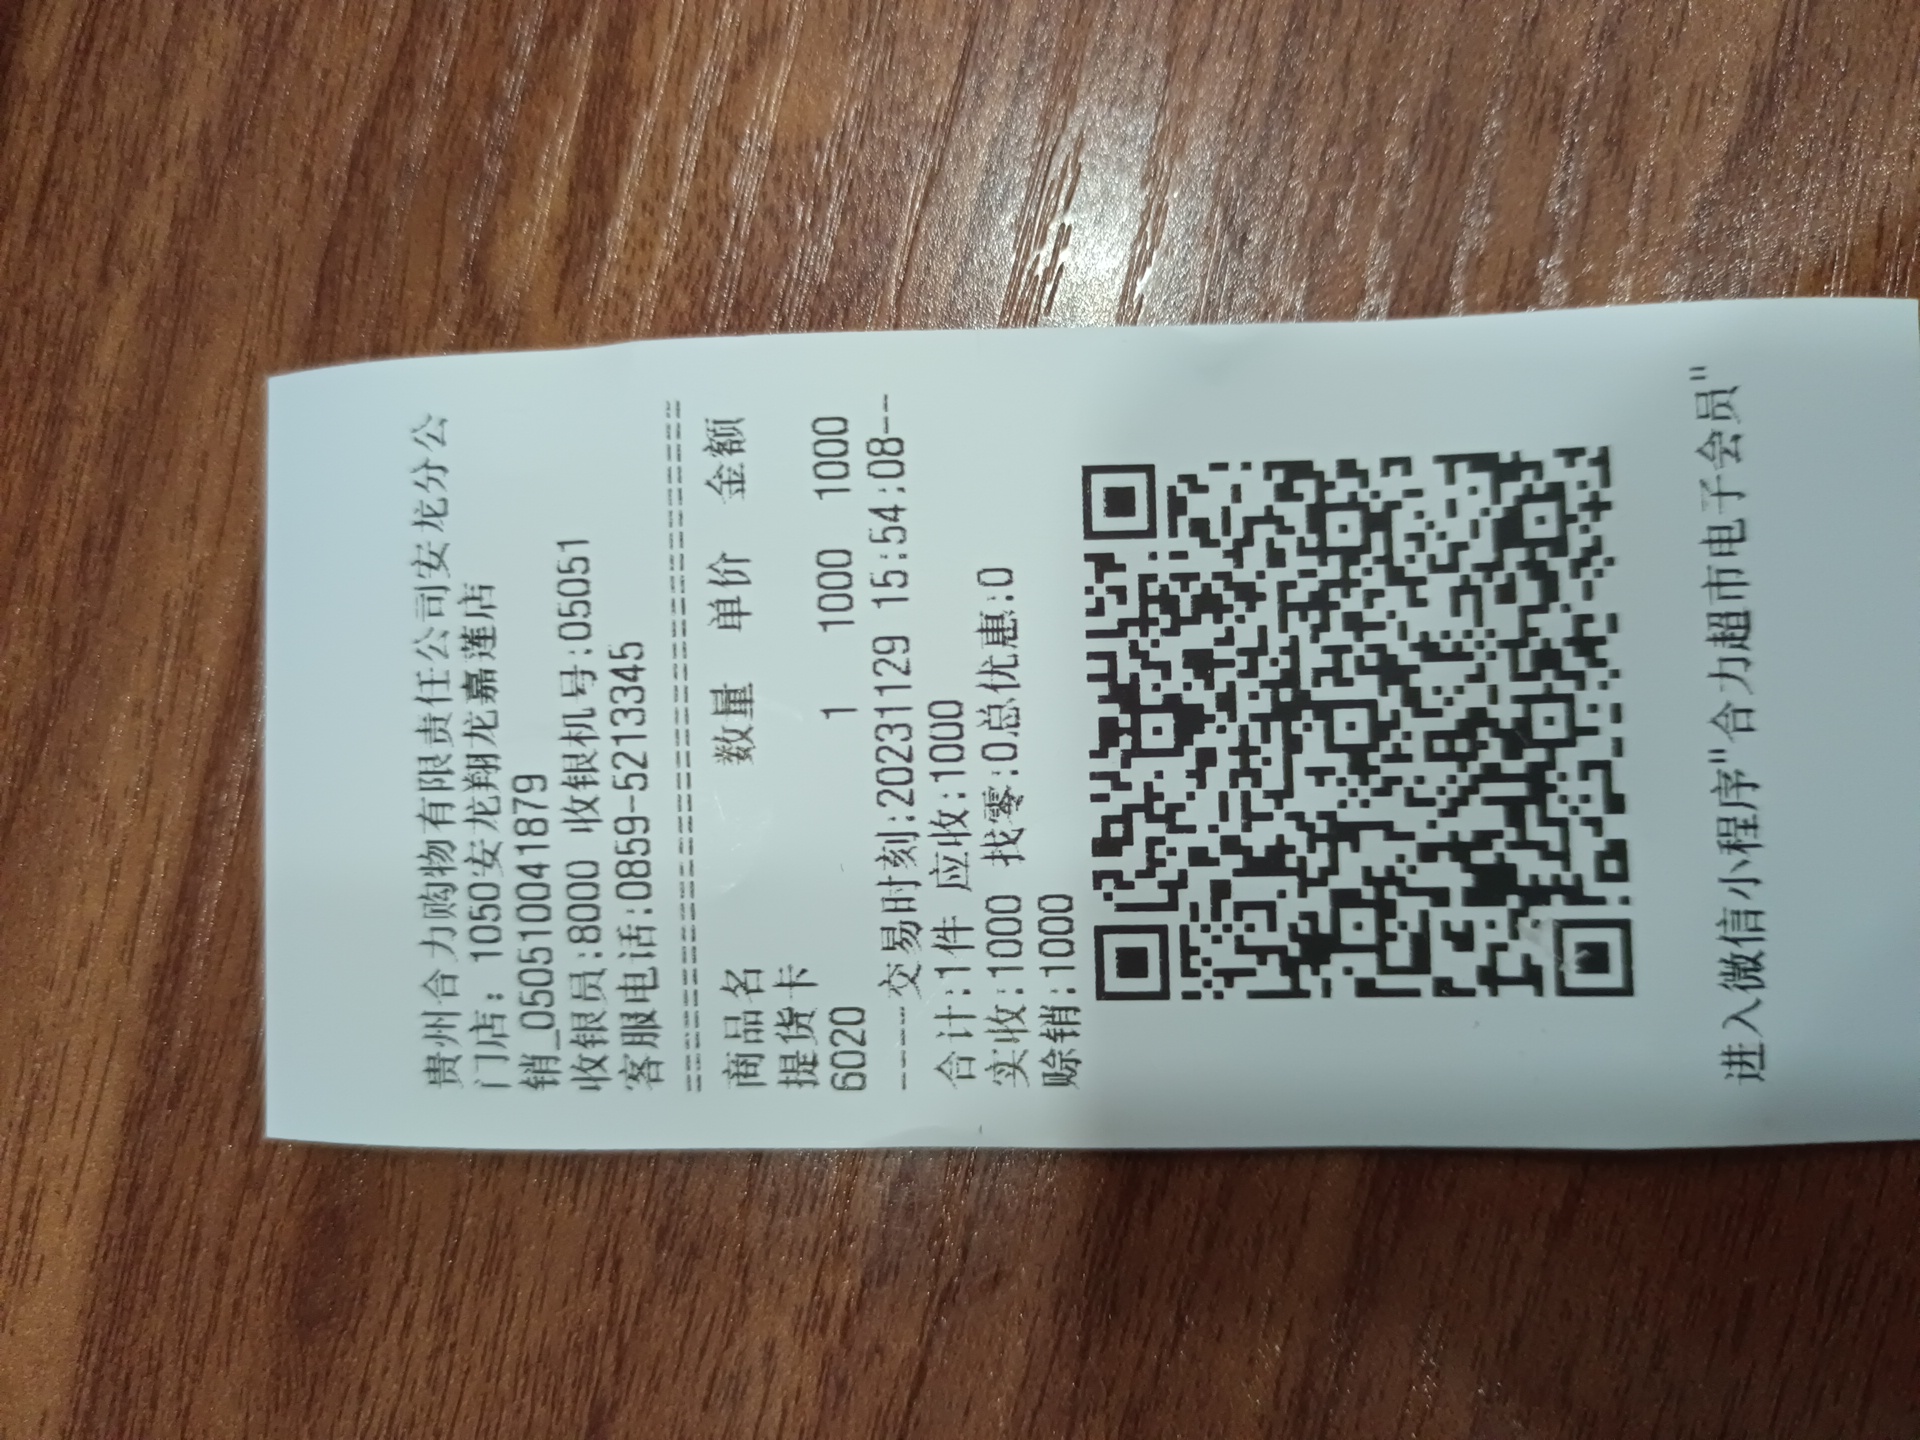 贵州合力购物有限责任公司安龙分公
门店: 1050安龙翔龙嘉莲店
销_050510041879
收银员:8000 收银机号:05051
客服电话:0859-5213345
========================================
商品名 数量 单价 金额
提货卡
6020 1 1000 1000
----交易时刻:20231129 15:54:08--
合计:1件 应收:1000
实收:1000 找零:0总优惠:0
赊销:1000
进入微信小程序"合力超市电子会员"